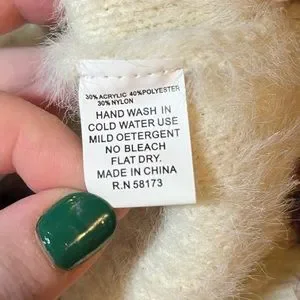 30% ACRYLIC 40%POLYESTER
30%NYLON
HAND WASH IN
COLD WATER USE
MILD OETERGENT
NO BLEACH
FLAT DRY.
MADE IN CHINA
R.N 58173